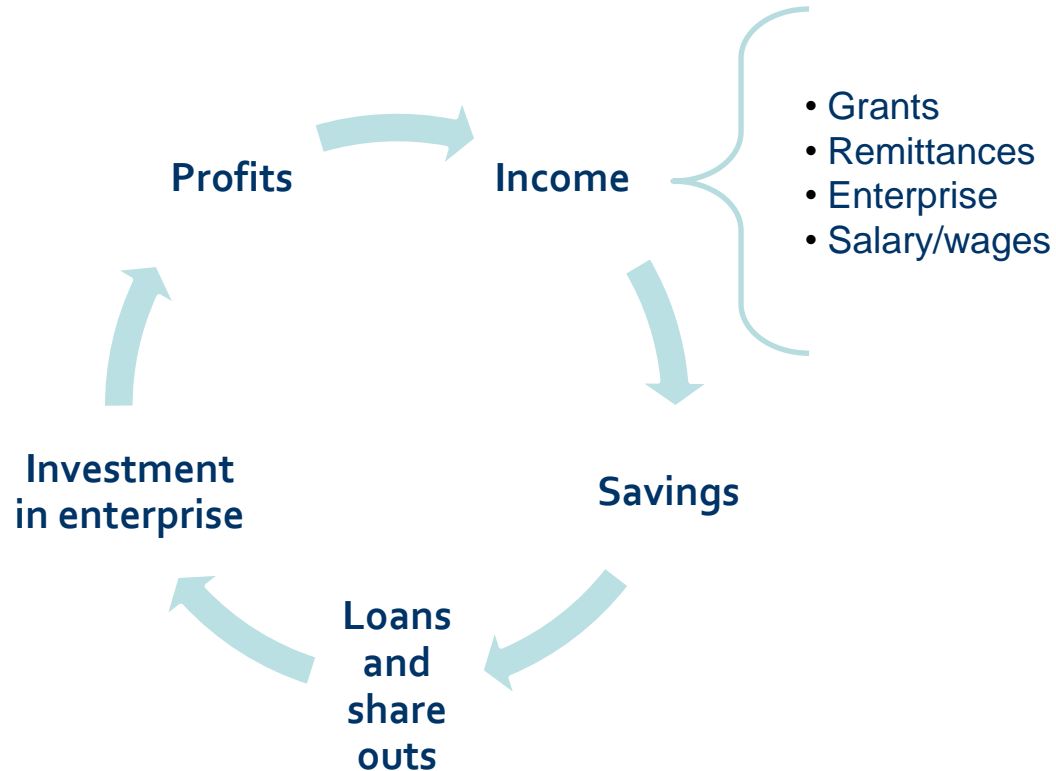 Profits
Income
• Grants
• Remittances
• Enterprise
• Salary/wages
Savings
Loans
and
share
outs
Investment
in enterprise